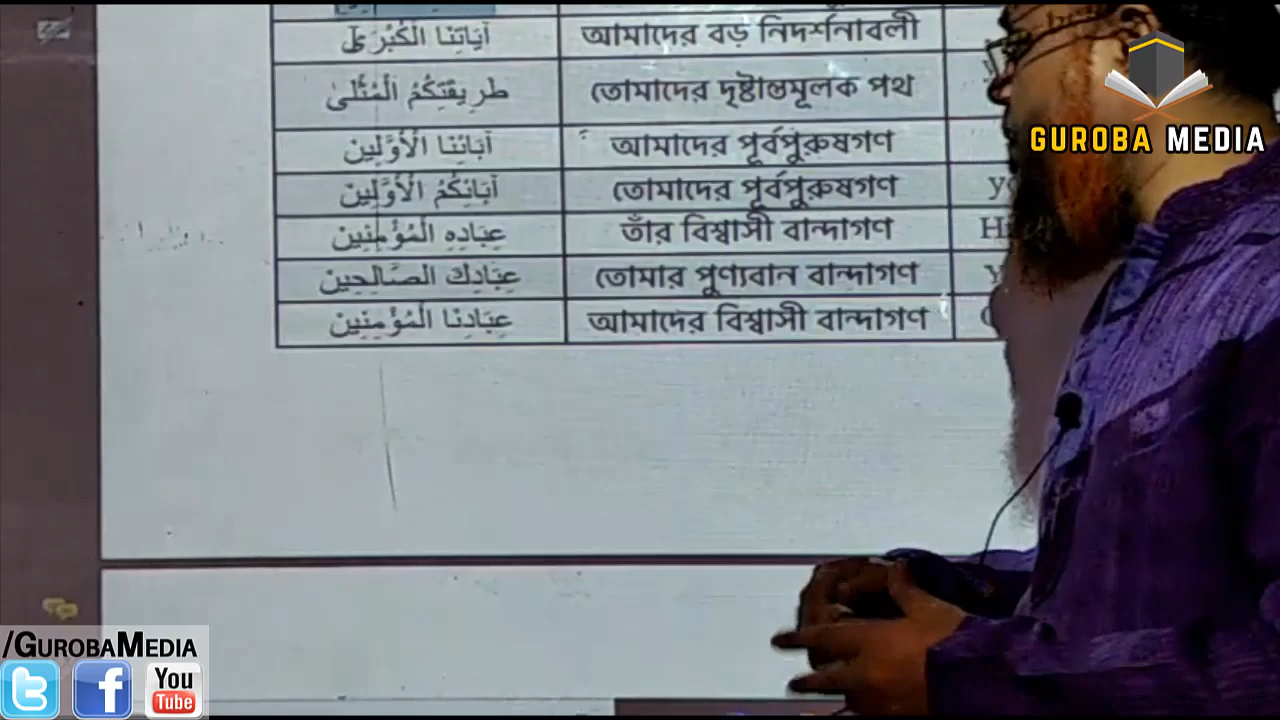 آيَاتِنَا الْكُبْرَىٰ আমাদের বড় নিদর্শনাবলী
طَرِيقَتِكُمُ الْمُثْلَىٰ তোমাদের দৃষ্টান্তমূলক পথ
آبَائِنَا الْأَوَّلِينَ আমাদের পূর্বপুরুষগণ
آبَائِكُمُ الْأَوَّلِينَ তোমাদের পূর্বপুরুষগণ
عِبَادِهِ الْمُؤْمِنِينَ তাঁর বিশ্বাসী বান্দাগণ
عِبَادِكَ الصَّالِحِينَ তোমার পুণ্যবান বান্দাগণ
عِبَادِنَا الْمُؤْمِنِينَ আমাদের বিশ্বাসী বান্দাগণ
GUROBA MEDIA
/GUROBAMEDIA
You
Tube